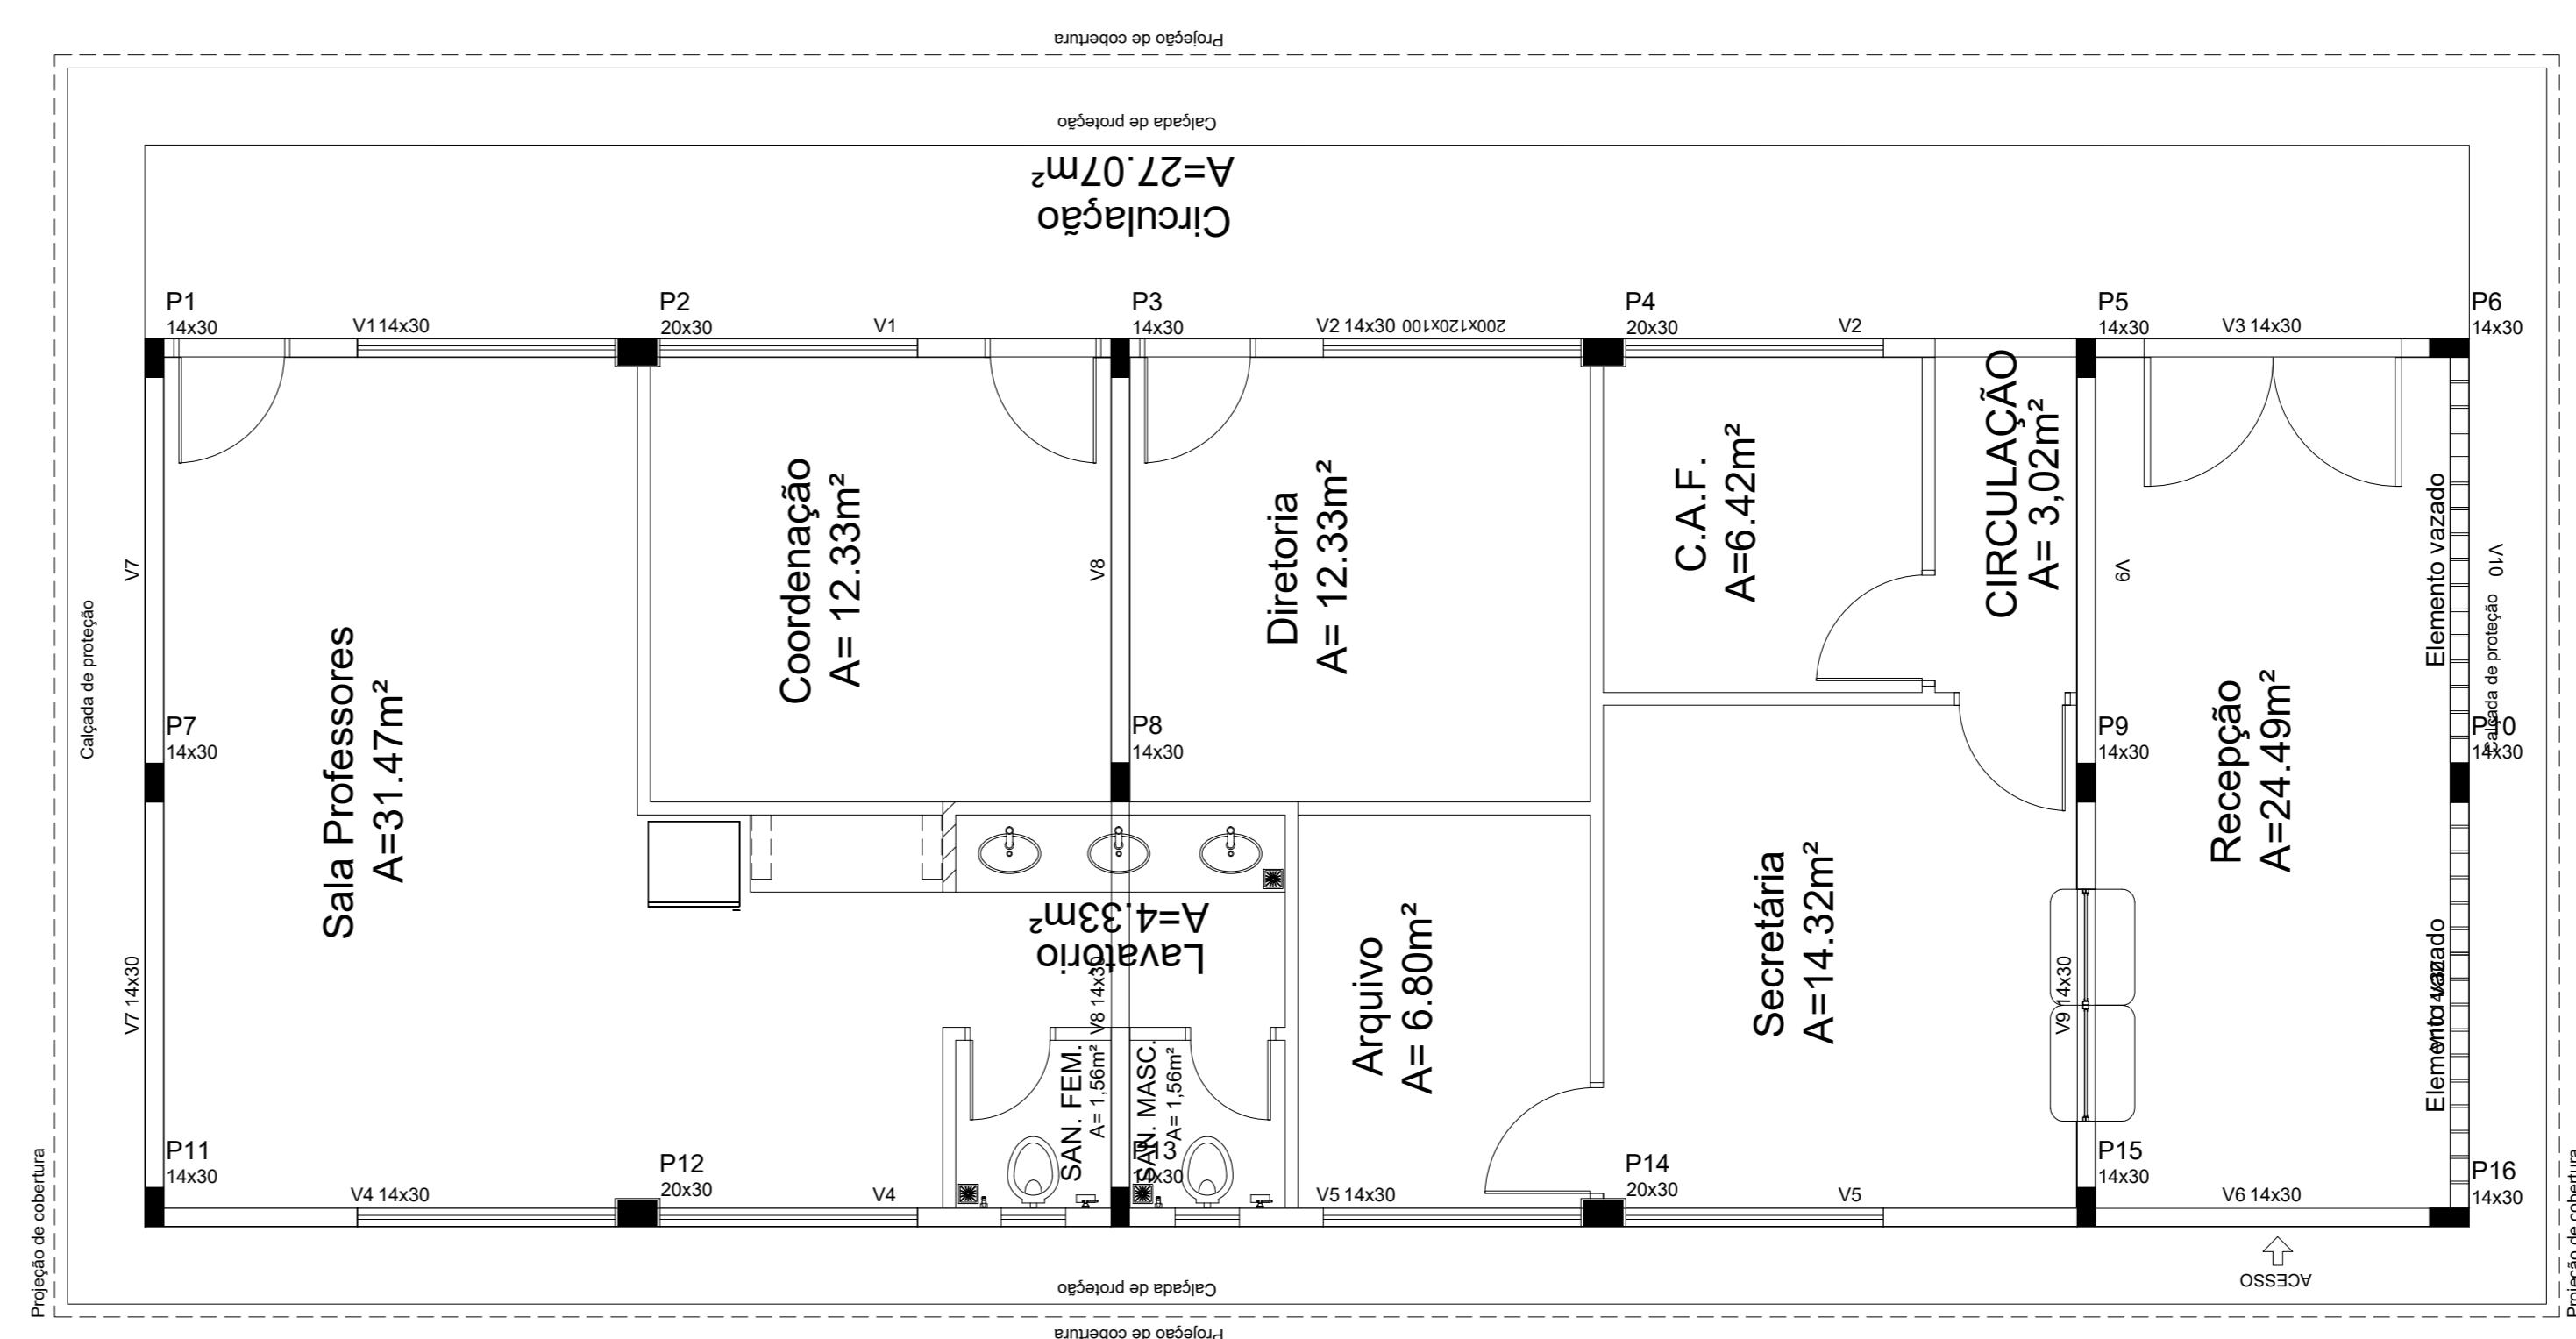 Projeção de cobertura
Calçada de proteção
Circulação
A=27.07m²
P1
14x30
V1 14x30
P2
20x30
V1
P3
14x30
V2 14x30
200x120x100
P4
20x30
V2
P5
14x30
V3 14x30
P6
14x30
V7
Calçada de proteção
Sala Professores
A=31.47m²
Coordenação
A= 12.33m²
V8
Diretoria
A= 12.33m²
C.A.F.
A=6.42m²
CIRCULAÇÃO
A= 3,02m²
V9
Elemento vazado
V10
Calçada de proteção
P7
14x30
P8
14x30
P9
14x30
P10
14x30
Recepção
A=24.49m²
V7 14x30
Lavatório
A=4.33m²
V8 14x30
Arquivo
A= 6.80m²
Secretária
A=14.32m²
V9 14x30
Elemento vazado
V10 14x30
SAN. FEM.
A= 1,56m²
SAN. MASC.
A= 1,56m²
P11
14x30
V4 14x30
P12
20x30
V4
P13
14x30
V5 14x30
P14
20x30
V5
P15
14x30
V6 14x30
P16
14x30
Projeção de cobertura
ACESSO
Calçada de proteção
Projeção de cobertura
Projeção de cobertura